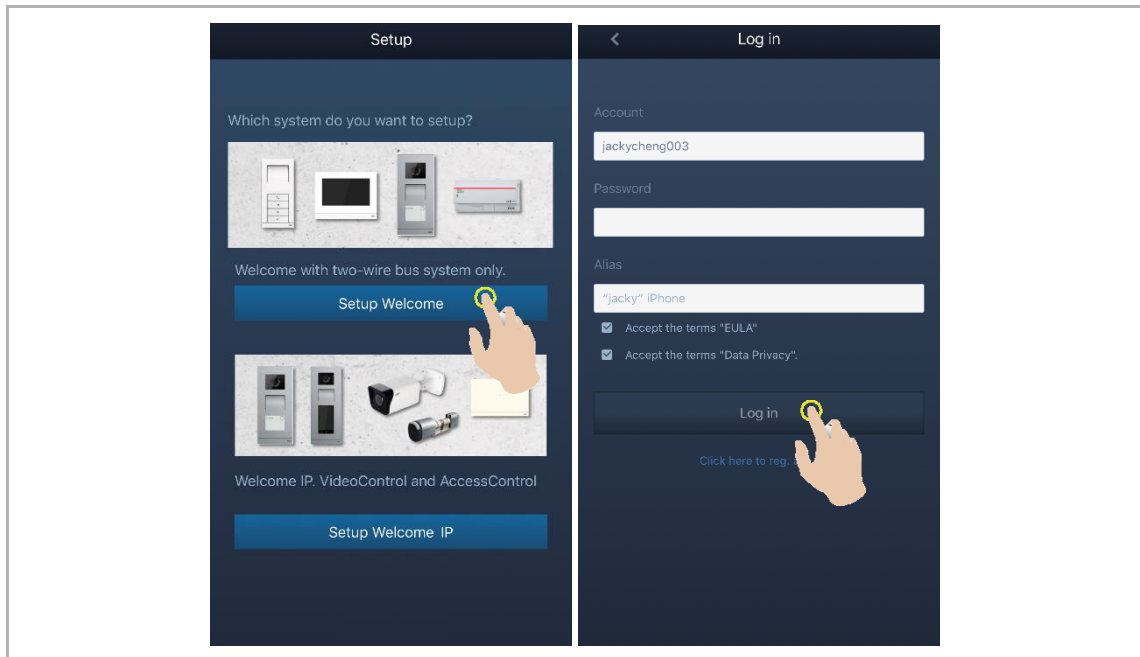 Setup
Which system do you want to setup?
Welcome with two-wire bus system only.
Setup Welcome
Welcome IP. VideoControl and AccessControl
Setup Welcome IP
Log in
Account
jackycheng003
Password
Alias
"jacky" iPhone
Accept the terms "EULA"
Accept the terms "Data Privacy".
Log in
Click here to reg.